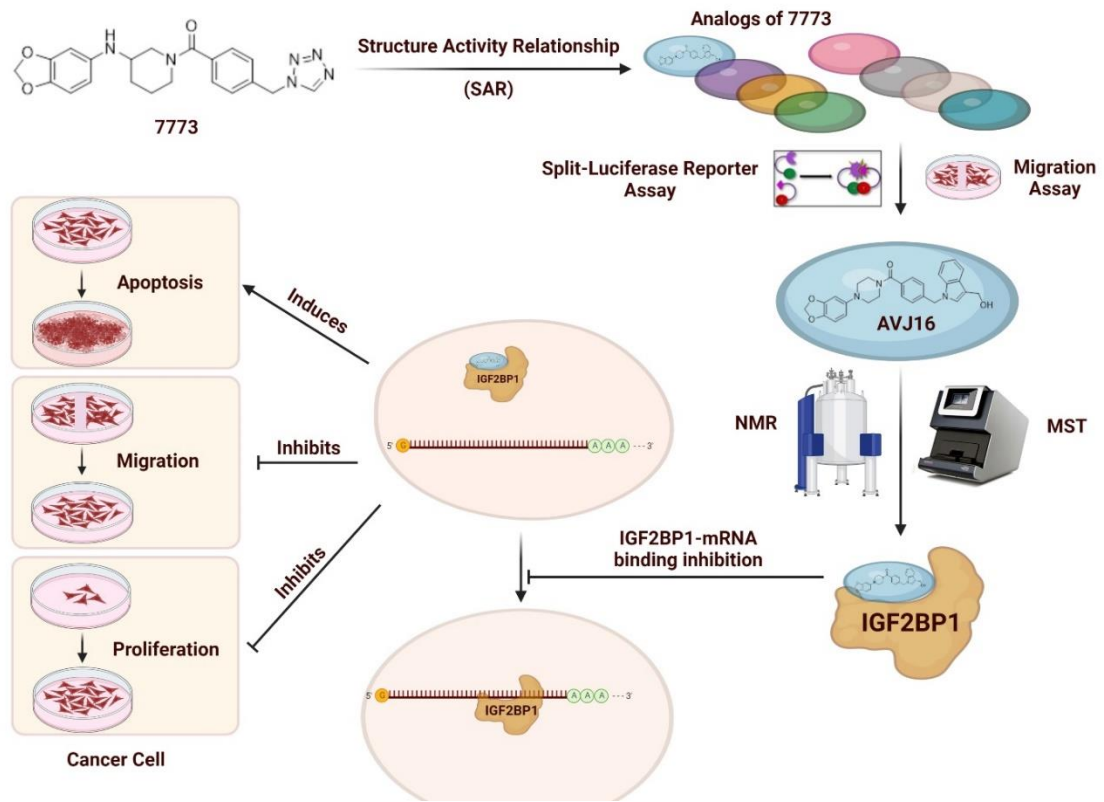 H
N
O
N
O
O
N
N
N
N
7773
Structure Activity Relationship
(SAR)
Analogs of 7773
Split-Luciferase Reporter
Assay
Migration
Assay
O
N
N
N
O
O
OH
AVJ16
NMR
MST
Apoptosis
Induces
IGF2BP1
5' G A A A --- 3'
Migration
Inhibits
IGF2BP1-mRNA
binding inhibition
IGF2BP1
Inhibits
Proliferation
5' G A A A --- 3'
IGF2BP1
Cancer Cell